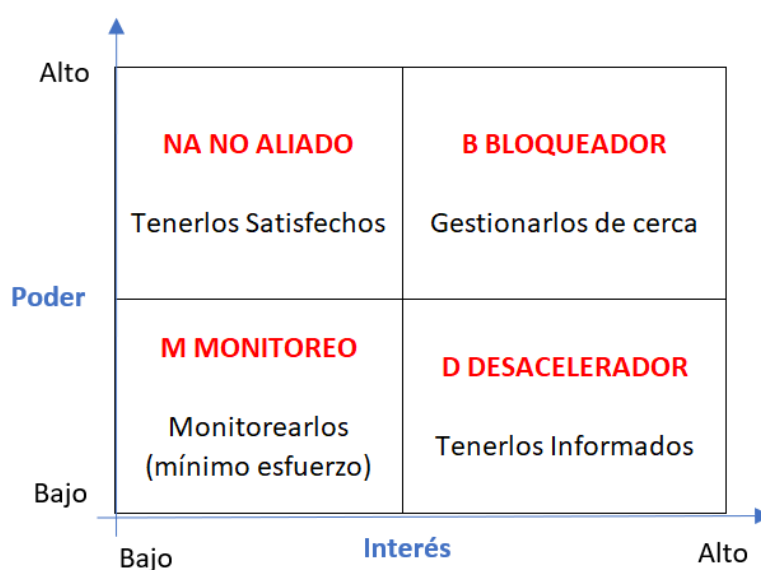 Alto
NA NO ALIADO
B BLOQUEADOR
Tenerlos Satisfechos
Gestionarlos de cerca
Poder
M MONITOREO
D DESACELERADOR
Monitorearlos
(mínimo esfuerzo)
Tenerlos Informados
Bajo
Bajo
Interés
Alto